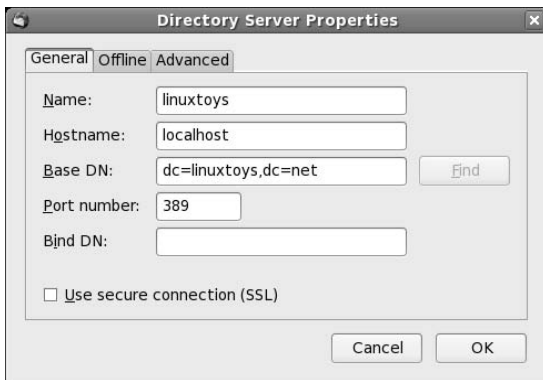 Directory Server Properties
General Offline Advanced
Name: linuxtoys
Hostname: localhost
Base DN: dc=linuxtoys,dc=net Find
Port number: 389
Bind DN:
Use secure connection (SSL)
Cancel OK